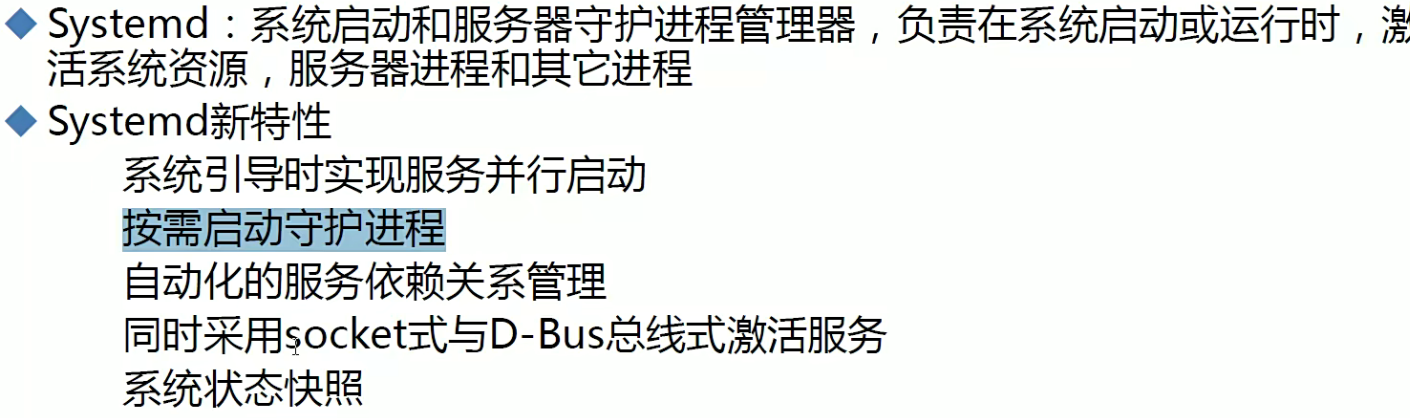 Systemd：系统启动和服务器守护进程管理器，负责在系统启动或运行时，激
活系统资源，服务器进程和其它进程
Systemd新特性
系统引导时实现服务并行启动
按需启动守护进程
自动化的服务依赖关系管理
同时采用socket式与D-Bus总线式激活服务
系统状态快照